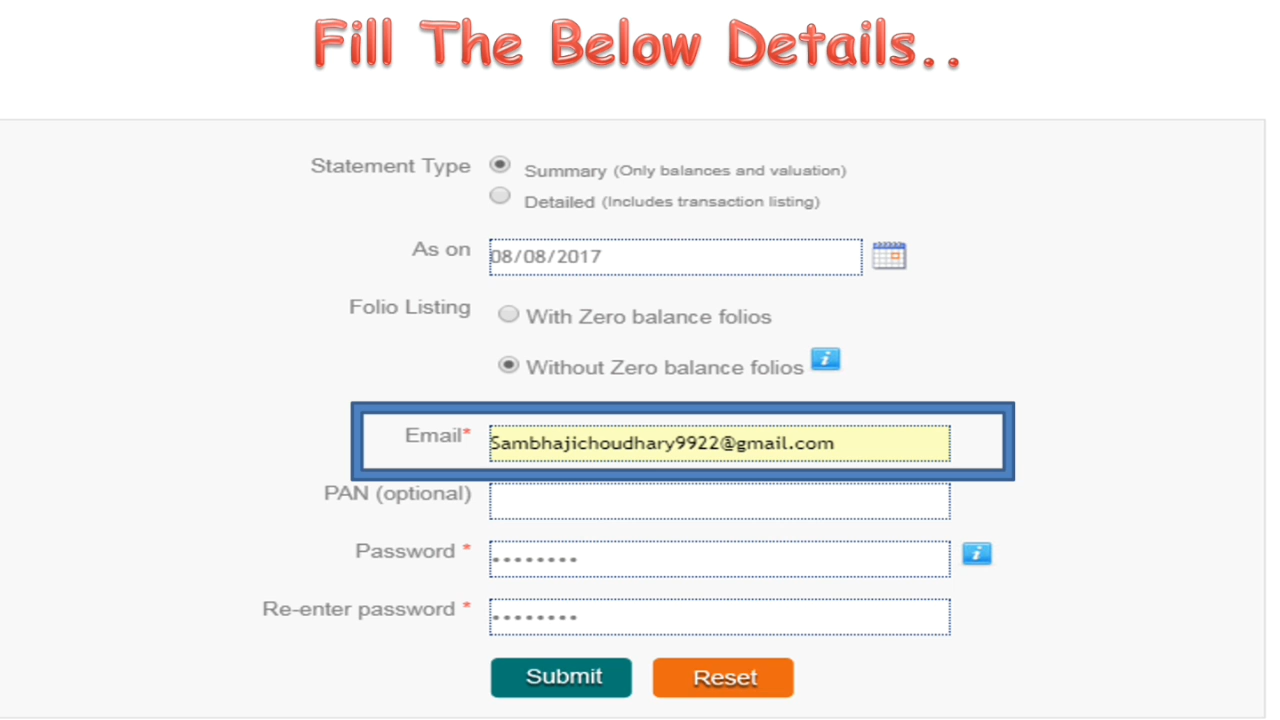 Fill The Below Details..
Statement Type
Summary (Only balances and valuation)
Detailed (Includes transaction listing)
As on 08/08/2017
Folio Listing
With Zero balance folios
Without Zero balance folios i
Email* Sambhajichoudhary9922@gmail.com
PAN (optional)
Password * ******** i
Re-enter password * ********
Submit Reset